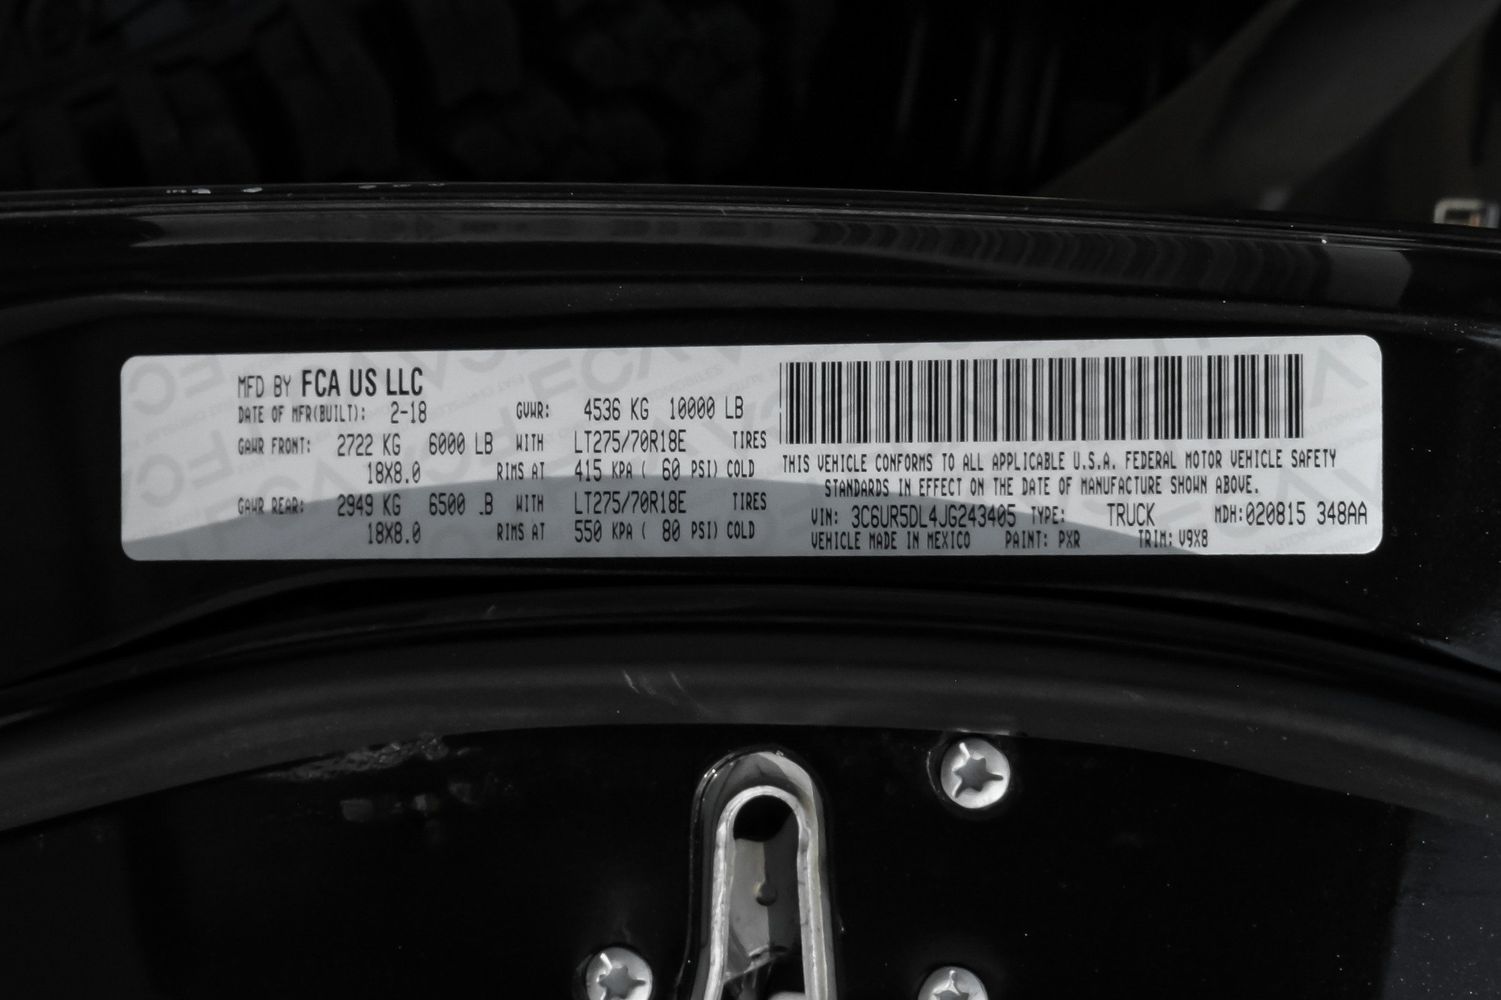 MFD BY FCA US LLC
DATE OF MFR(BUILT): 2-18 GVWR: 4536 KG 10000 LB
GAWR FRONT: 2722 KG 6000 LB WITH LT275/70R18E TIRES
18X8.0 RIMS AT 415 KPA ( 60 PSI) COLD
GAWR REAR: 2949 KG 6500 LB WITH LT275/70R18E TIRES
18X8.0 RIMS AT 550 KPA ( 80 PSI) COLD
THIS VEHICLE CONFORMS TO ALL APPLICABLE U.S.A. FEDERAL MOTOR VEHICLE SAFETY
STANDARDS IN EFFECT ON THE DATE OF MANUFACTURE SHOWN ABOVE.
VIN: 3C6UR5DL4JG243405 TYPE: TRUCK MDH:020815 348AA
VEHICLE MADE IN MEXICO PAINT: PXR TRIM: V9X8